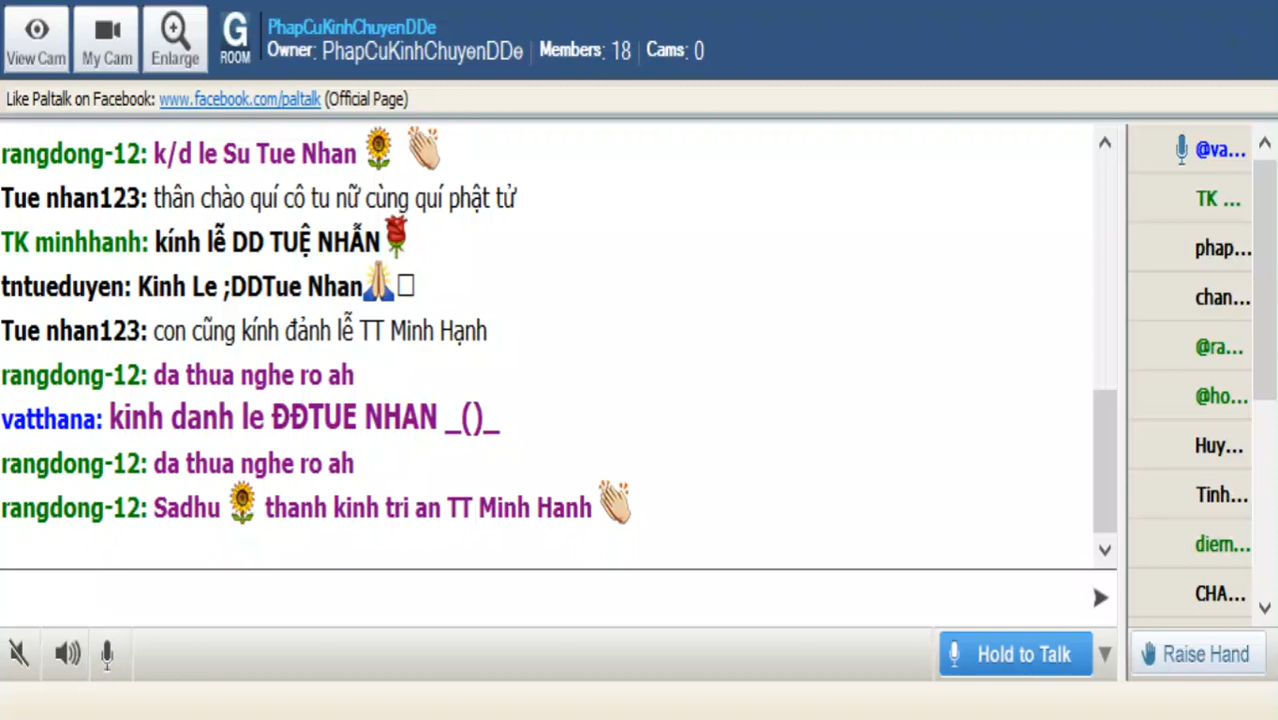 View Cam
My Cam
Enlarge
G
ROOM
PhapCuKinhChuyenDDe
Owner: PhapCuKinhChuyenDDe | Members: 18 | Cams: 0
Like Paltalk on Facebook: www.facebook.com/paltalk (Official Page)
rangdong-12: k/d le Su Tue Nhan
Tue nhan123: thân chào quí cô tu nữ cùng quí phật tử
TK minhhanh: kính lễ DD TUỆ NHẪN
tntueduyen: Kinh Le ;DDTue Nhan
Tue nhan123: con cũng kính đảnh lễ TT Minh Hạnh
rangdong-12: da thua nghe ro ah
vatthana: kinh danh le ĐĐTUE NHAN _()_
rangdong-12: da thua nghe ro ah
rangdong-12: Sadhu thanh kinh tri an TT Minh Hanh
@va...
TK ...
phap...
chan...
@ra...
@ho...
Huy...
Tinh...
diem...
CHA...
Hold to Talk
Raise Hand